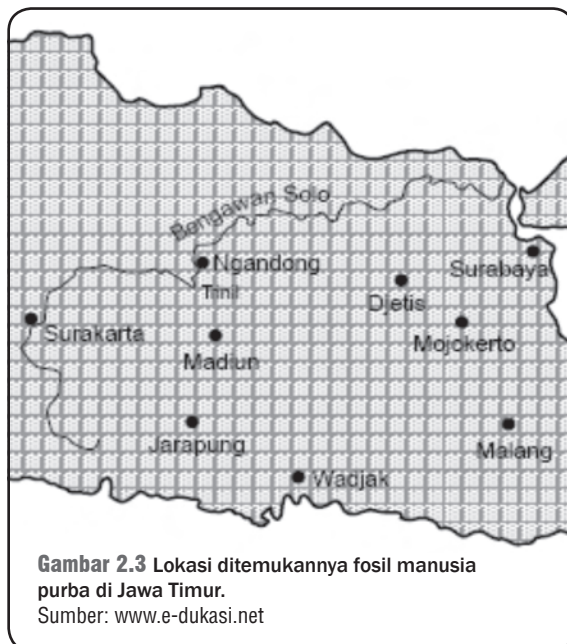 Bengawan Solo
Ngandong
Trinil
Surabaya
Djetis
Surakarta
Mojokerto
Madiun
Jarapung
Malang
Wadjak
Gambar 2.3 Lokasi ditemukannya fosil manusia
purba di Jawa Timur.
Sumber: www.e-dukasi.net